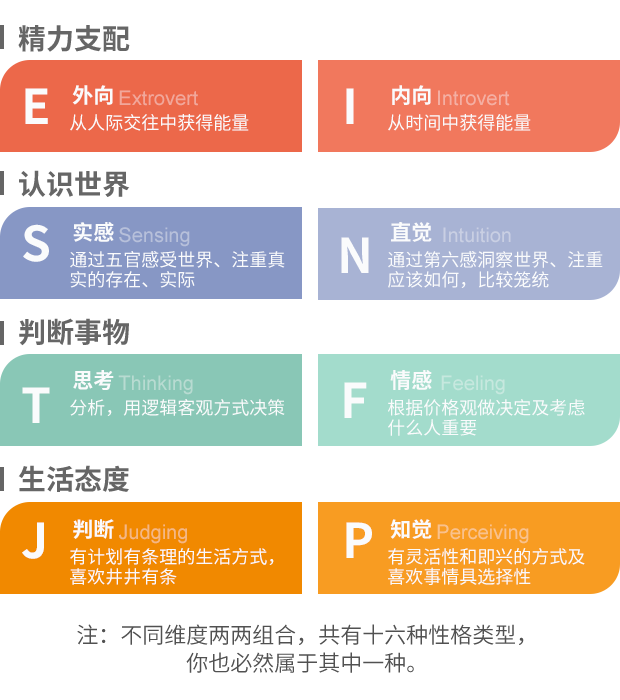 精力支配
E 外向 Extrovert
从人际交往中获得能量
I 内向 Introvert
从时间中获得能量
认识世界
S 实感 Sensing
通过五官感受世界、注重真
实的存在、实际
N 直觉 Intuition
通过第六感洞察世界、注重
应该如何，比较笼统
判断事物
T 思考 Thinking
分析，用逻辑客观方式决策
F 情感 Feeling
根据价格观做决定及考虑
什么人重要
生活态度
J 判断 Judging
有计划有条理的生活方式，
喜欢井井有条
P 知觉 Perceiving
有灵活性和即兴的方式及
喜欢事情具选择性
注：不同维度两两组合，共有十六种性格类型，
你也必然属于其中一种。